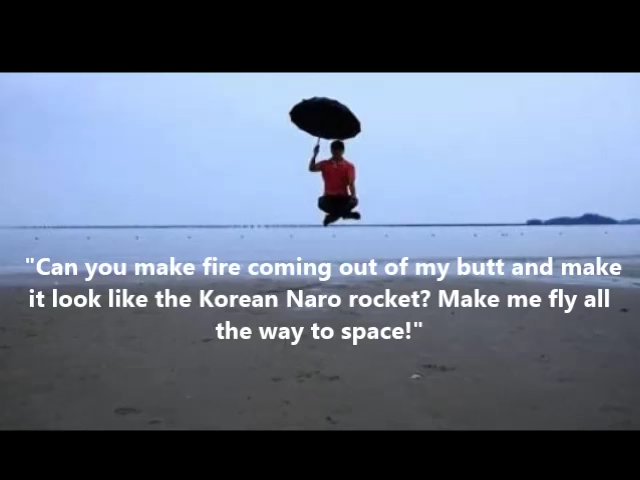 "Can you make fire coming out of my butt and make
it look like the Korean Naro rocket? Make me fly all
the way to space!"